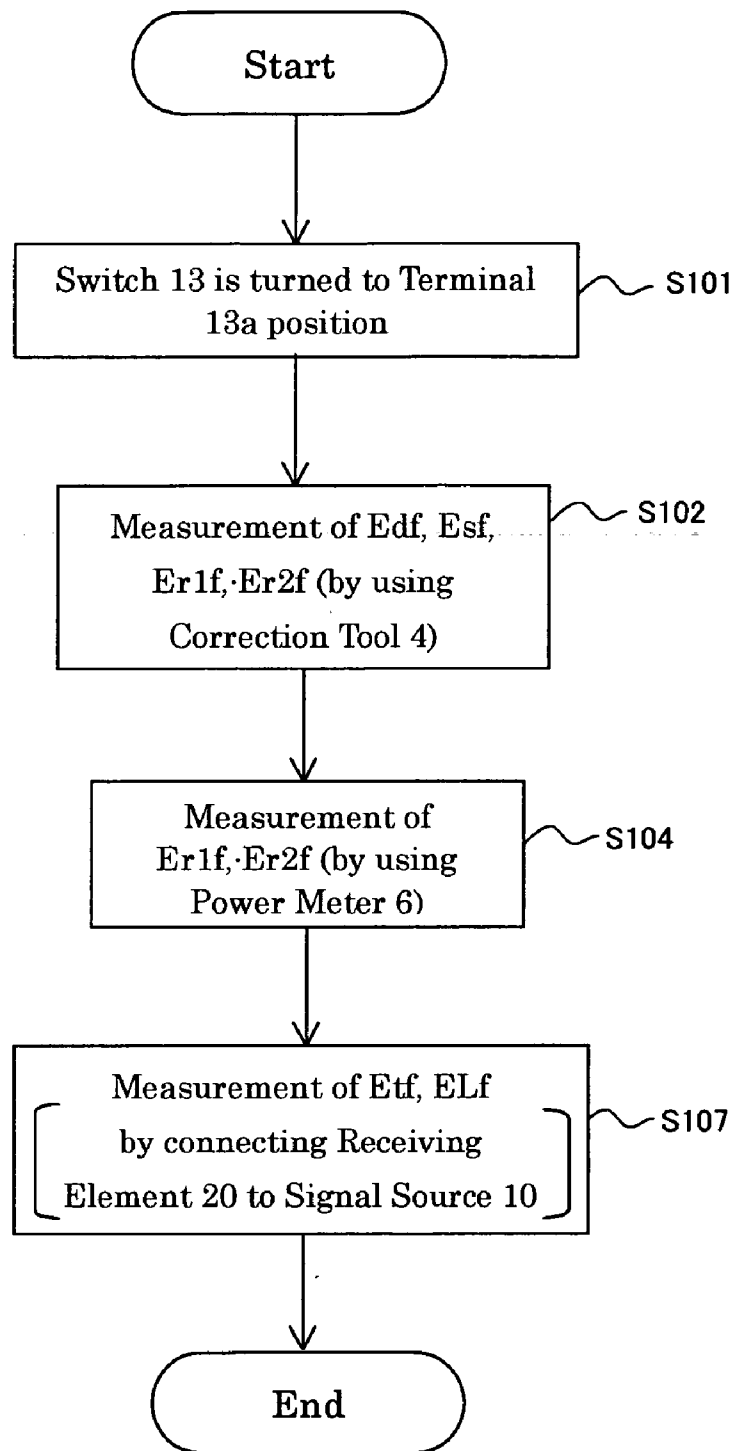 Start
Switch 13 is turned to Terminal
13a position
S101
Measurement of Edf, Esf,
Er1f,·Er2f (by using
Correction Tool 4)
S102
Measurement of
Er1f,·Er2f (by using
Power Meter 6)
S104
Measurement of Etf, ELf
by connecting Receiving
Element 20 to Signal Source 10
S107
End